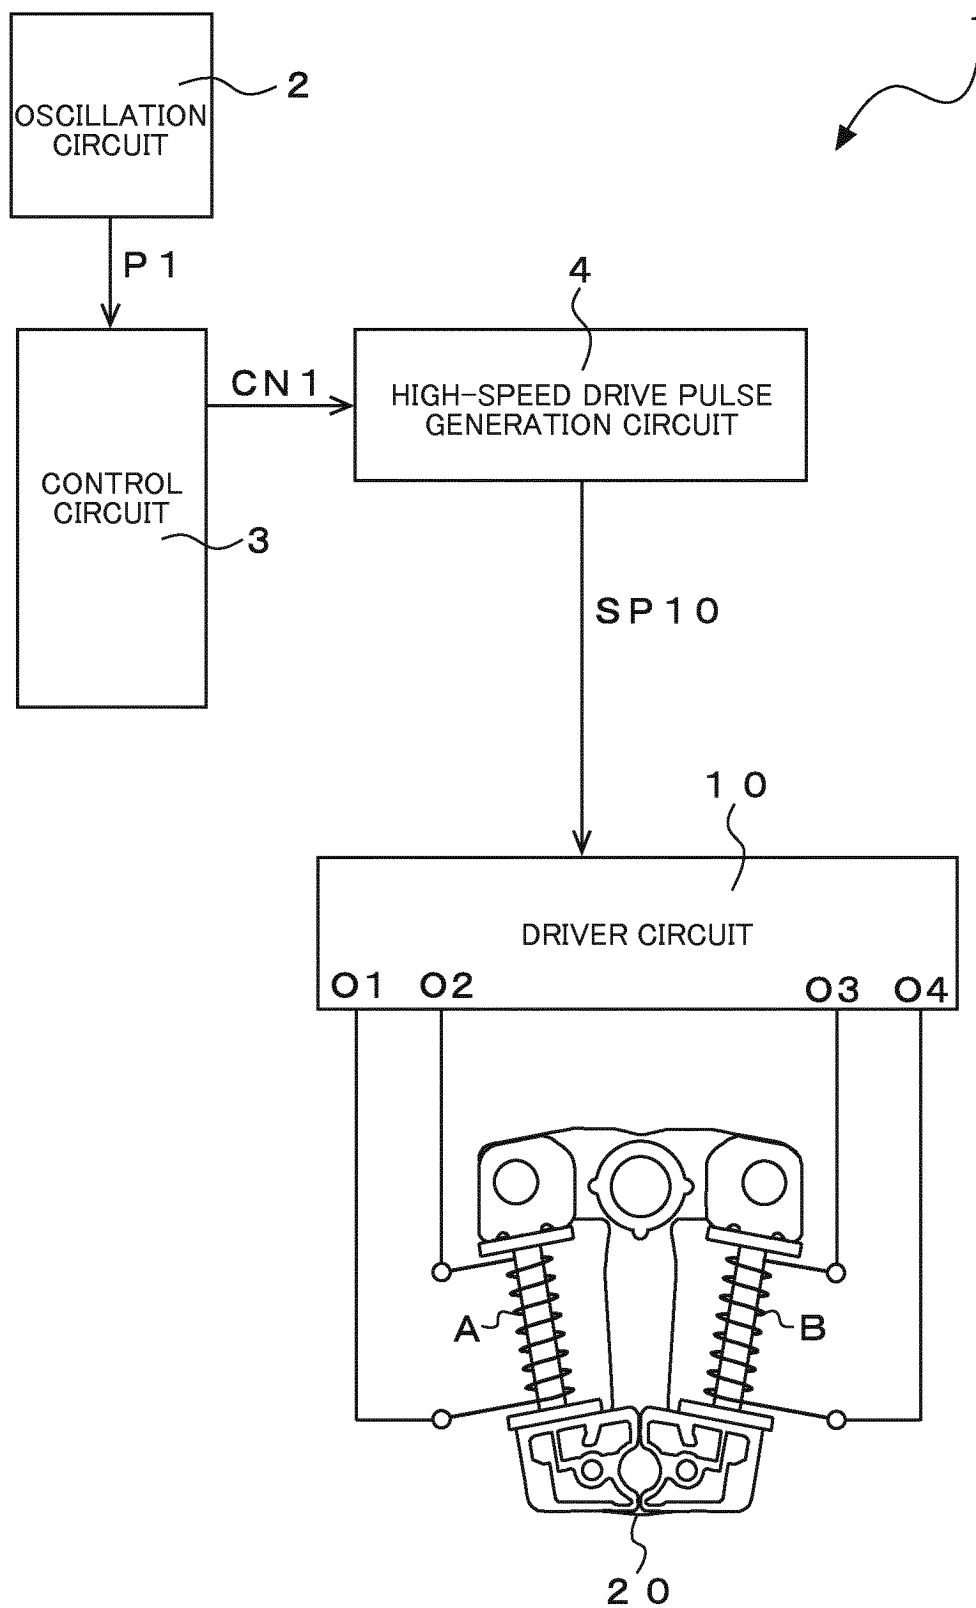 2
OSCILLATION
CIRCUIT
P1
4
CN1
HIGH-SPEED DRIVE PULSE
GENERATION CIRCUIT
CONTROL
CIRCUIT
3
SP10
10
DRIVER CIRCUIT
O1 O2 O3 O4
A B
20